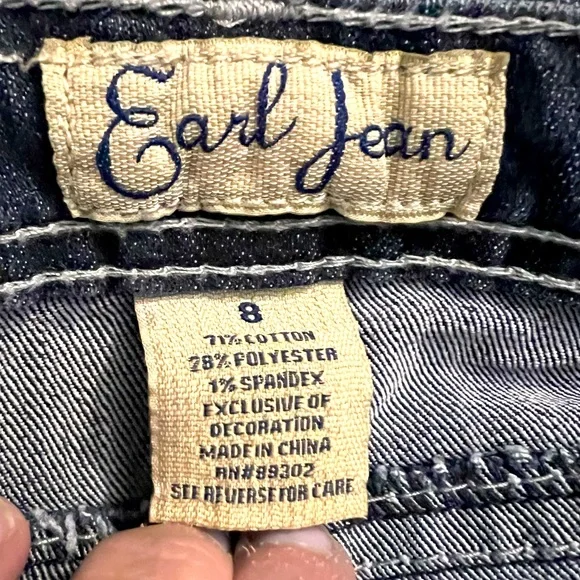 Earl Jean
8
71% COTTON
28% POLYESTER
1% SPANDEX
EXCLUSIVE OF
DECORATION
MADE IN CHINA
RN#89302
SEE REVERSE FOR CARE